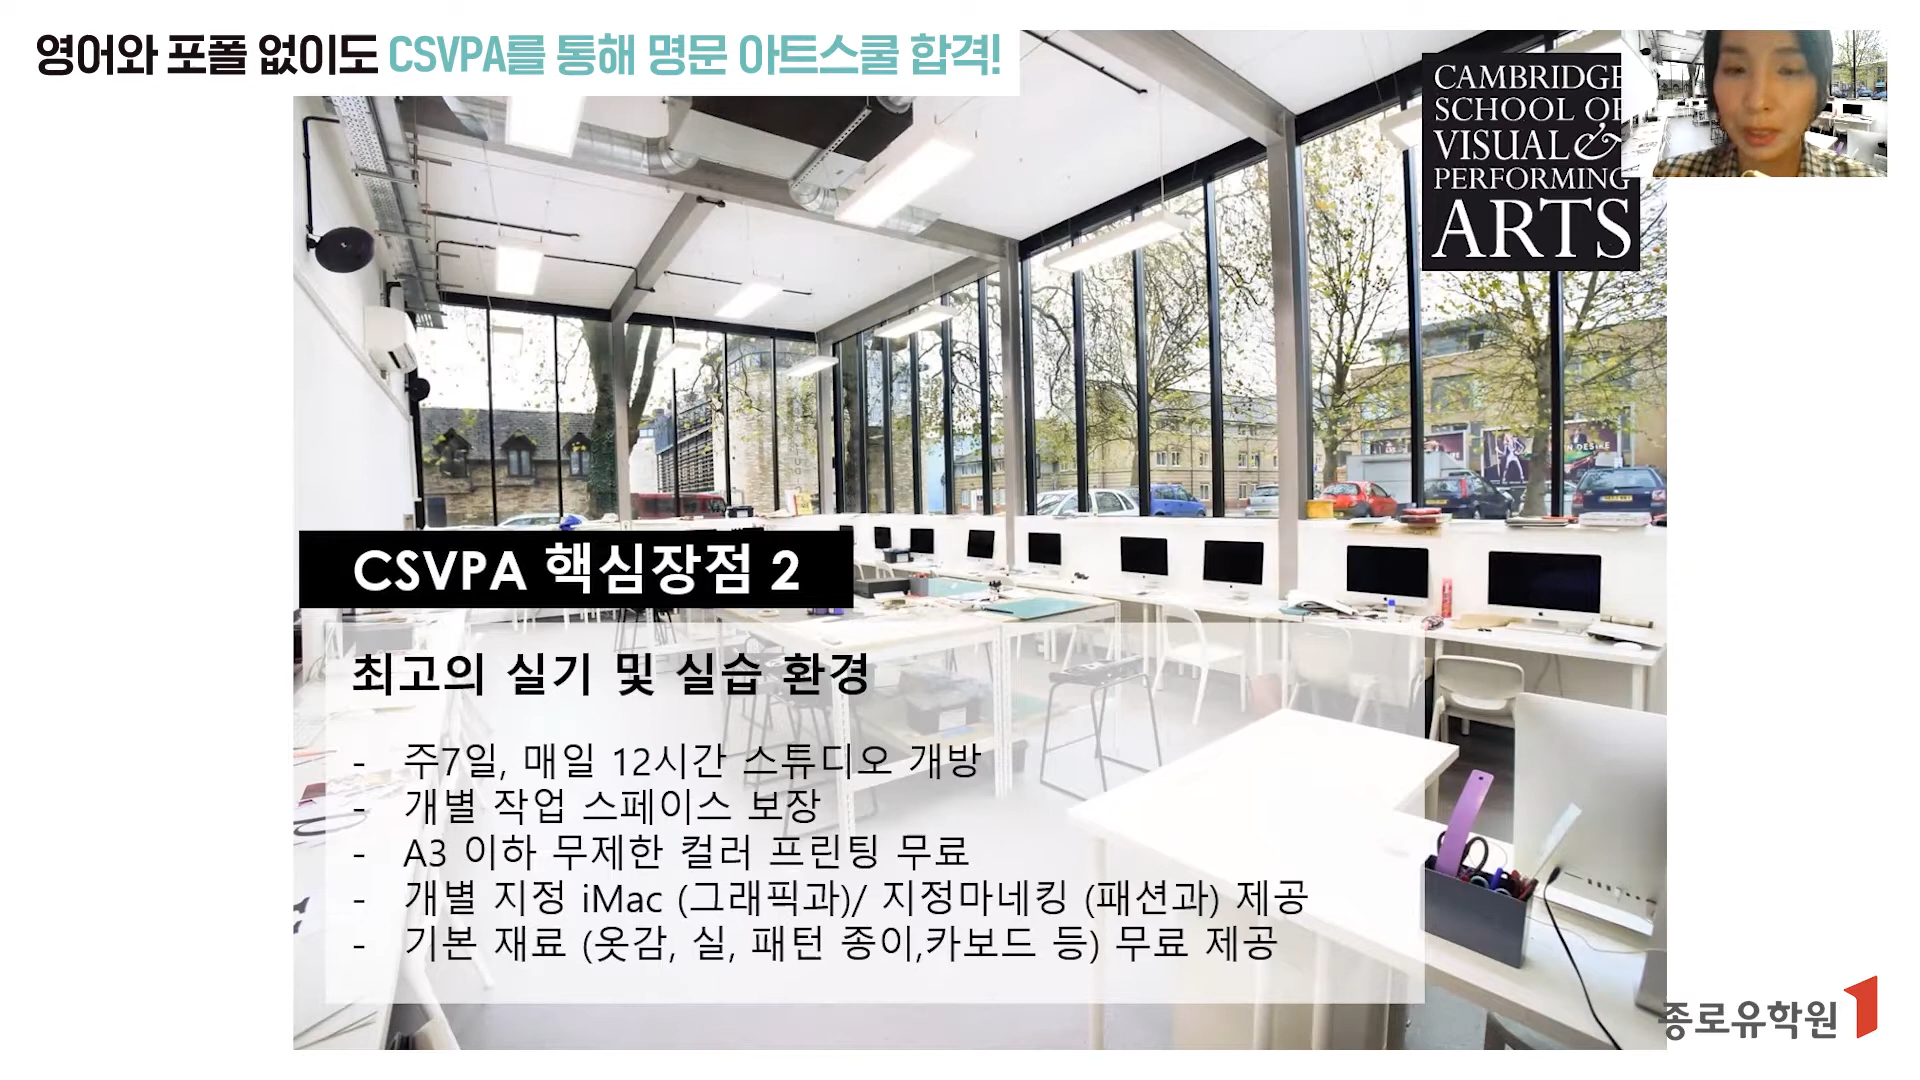 영어와 포폴 없이도 CSVPA를 통해 명문 아트스쿨 합격!
CAMBRIDGE
SCHOOL OF
VISUAL &
PERFORMING
ARTS
CSVPA 핵심장점 2
최고의 실기 및 실습 환경
- 주7일, 매일 12시간 스튜디오 개방
- 개별 작업 스페이스 보장
- A3 이하 무제한 컬러 프린팅 무료
- 개별 지정 iMac (그래픽과)/ 지정마네킹 (패션과) 제공
- 기본 재료 (옷감, 실, 패턴 종이,카보드 등) 무료 제공
종로유학원